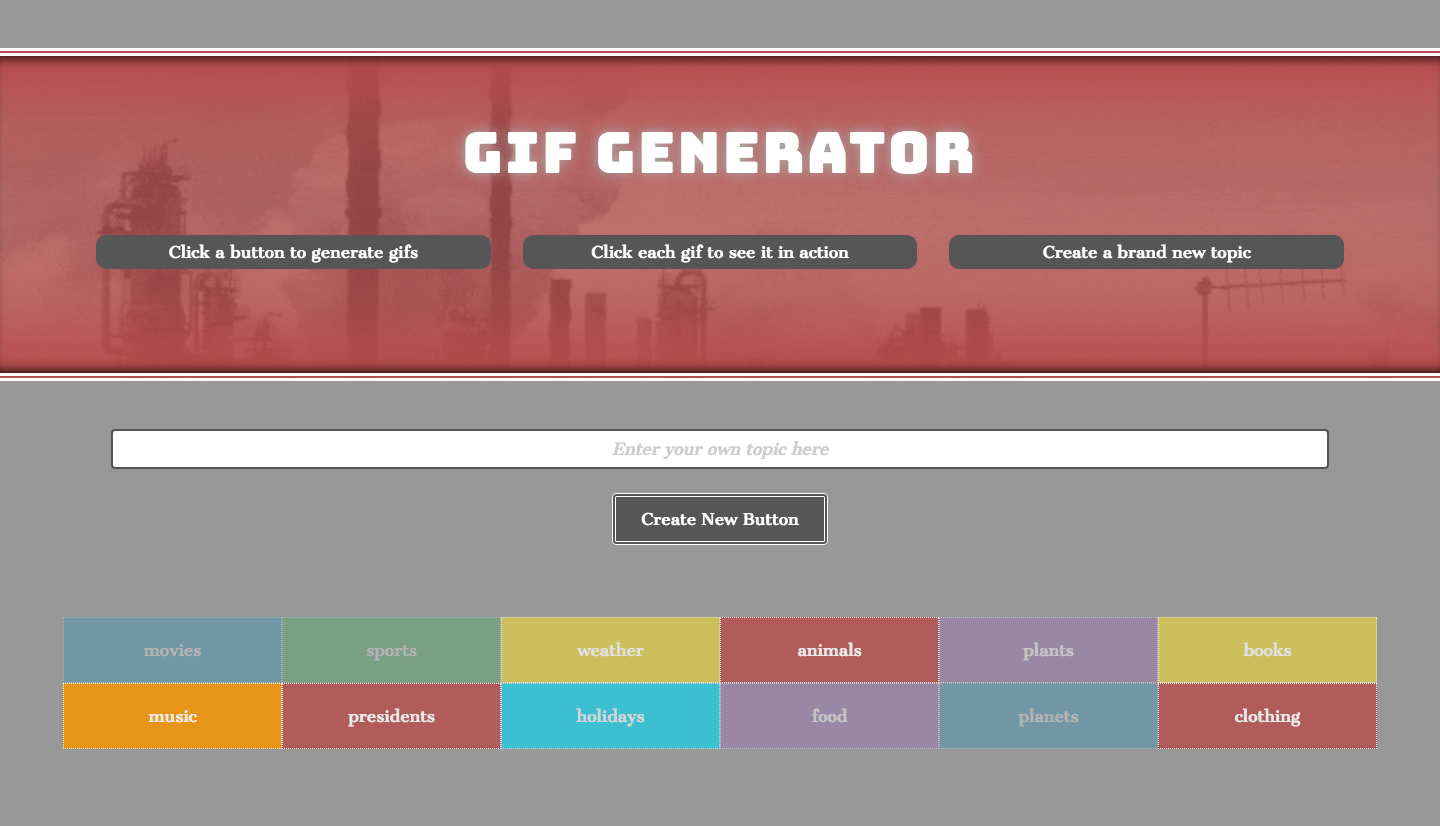 GIF GENERATOR
Click a button to generate gifs
Click each gif to see it in action
Create a brand new topic
Enter your own topic here
Create New Button
movies sports weather animals plants books
music presidents holidays food planets clothing